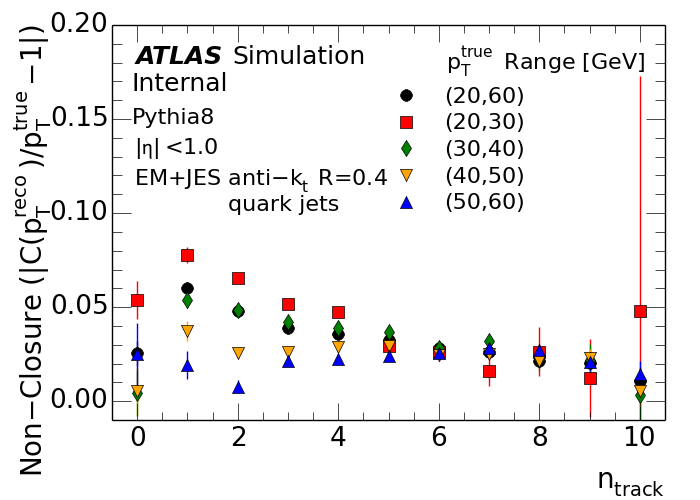 Non−Closure (|C(p_T^reco)/p_T^true −1|)
0.20
0.15
0.10
0.05
0.00
ATLAS Simulation
Internal
Pythia8
|η| <1.0
EM+JES anti−k_t R=0.4
quark jets
p_T^true Range [GeV]
(20,60)
(20,30)
(30,40)
(40,50)
(50,60)
0 2 4 6 8 10
n_track